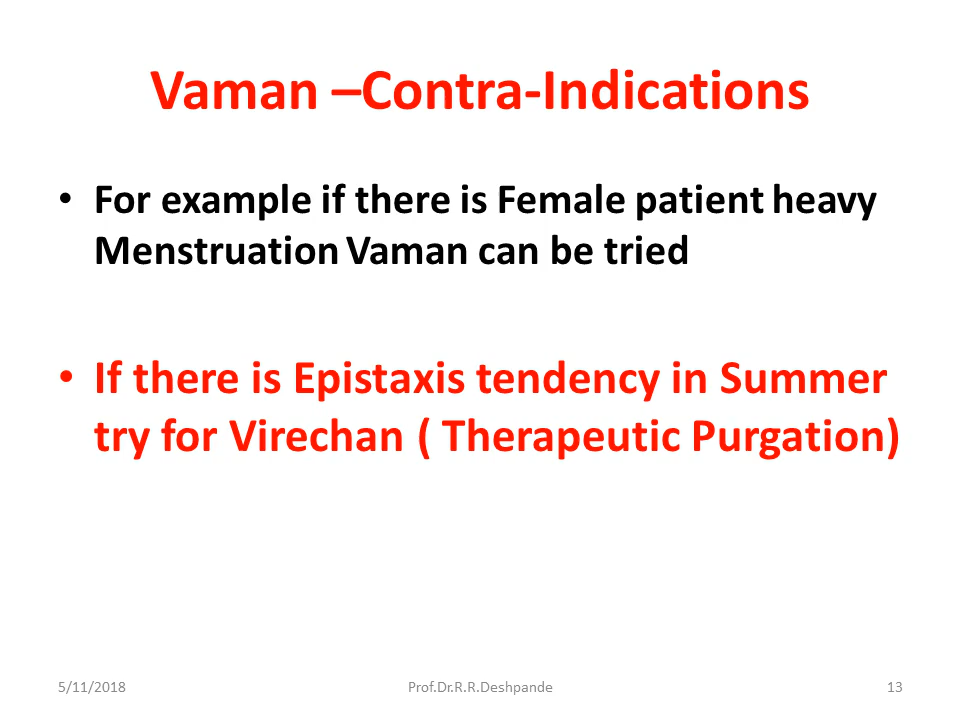 Vaman –Contra-Indications
• For example if there is Female patient heavy
Menstruation Vaman can be tried
• If there is Epistaxis tendency in Summer
try for Virechan ( Therapeutic Purgation)
5/11/2018 Prof.Dr.R.R.Deshpande 13